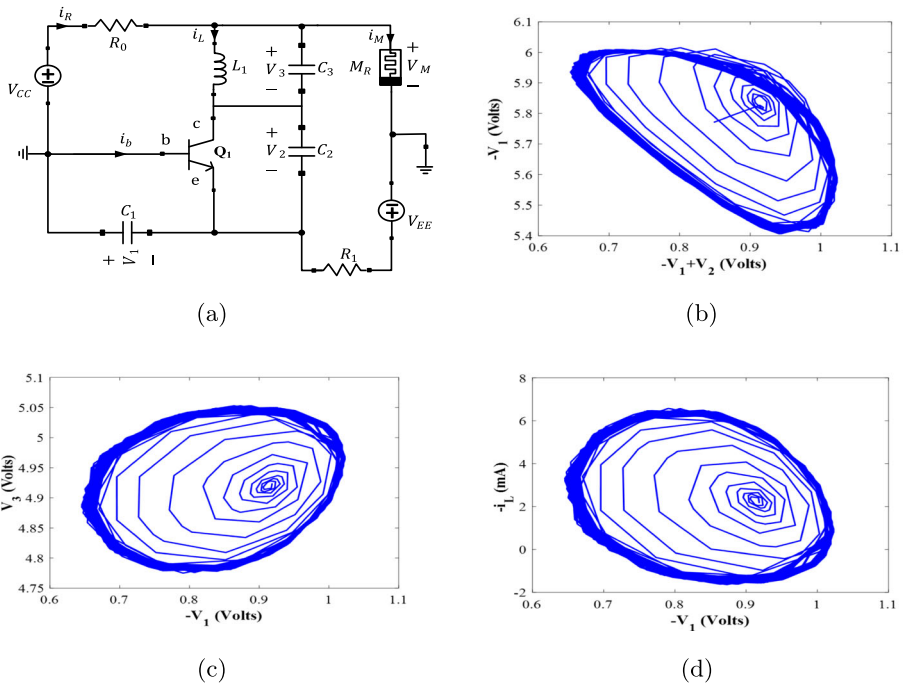 i_R
R_0
i_L
i_M
L_1
+
V_3
−
C_3
M_R
+
V_M
−
V_CC
i_b
b
c
Q_1
e
+
V_2
−
C_2
C_1
+ V_1 −
V_EE
R_1
(a)
6.1
6
5.9
5.8
5.7
5.6
5.5
5.4
-V_1 (Volts)
0.6 0.7 0.8 0.9 1 1.1
-V_1+V_2 (Volts)
(b)
5.1
5.05
5
4.95
4.9
4.85
4.8
4.75
V_3 (Volts)
0.6 0.7 0.8 0.9 1 1.1
-V_1 (Volts)
(c)
8
6
4
2
0
-2
-i_L (mA)
0.6 0.7 0.8 0.9 1 1.1
-V_1 (Volts)
(d)